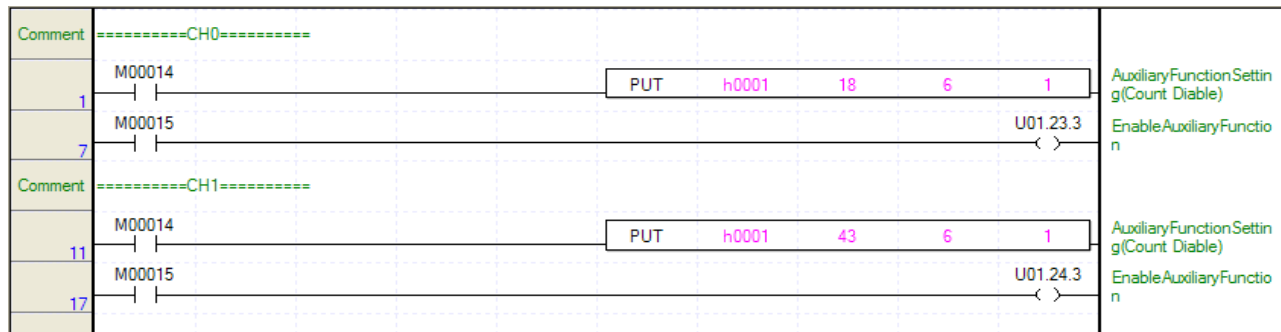 Comment ==========CH0==========
M00014
1 PUT h0001 18 6 1 AuxiliaryFunctionSettin
g(Count Diable)
M00015 U01.23.3
7 EnableAuxiliaryFunctio
n
Comment ==========CH1==========
M00014
11 PUT h0001 43 6 1 AuxiliaryFunctionSettin
g(Count Diable)
M00015 U01.24.3
17 EnableAuxiliaryFunctio
n